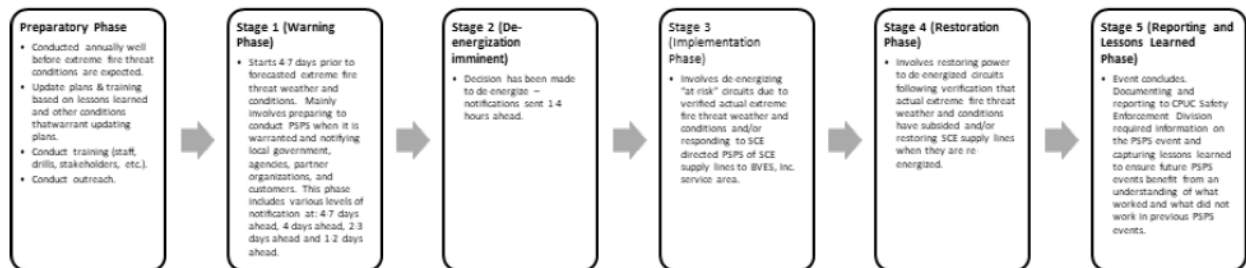 Preparatory Phase
• Conducted annually well
before extreme fire threat
conditions are expected.
• Update plans & training
based on lessons learned
and other conditions
thatwarrant updating
plans.
• Conduct training (staff,
drills, stakeholders, etc.).
• Conduct outreach.
Stage 1 (Warning
Phase)
• Starts 4-7 days prior to
forecasted extreme fire
threat weather and
conditions. Mainly
involves preparing to
conduct PSPS when it is
warranted and notifying
local government,
agencies, partner
organizations, and
customers. This phase
includes various levels of
notification at: 4-7 days
ahead, 4 days ahead, 2-3
days ahead and 1-2 days
ahead.
Stage 2 (De-
energization
imminent)
• Decision has been made
to de-energize –
notifications sent 1-4
hours ahead.
Stage 3
(Implementation
Phase)
• Involves de-energizing
"at risk" circuits due to
verified actual extreme
fire threat weather and
conditions and/or
responding to SCE
directed PSPS of SCE
supply lines to BVES, Inc.
service area.
Stage 4 (Restoration
Phase)
• Involves restoring power
to de-energized circuits
following verification that
actual extreme fire threat
weather and conditions
have subsided and/or
restoring SCE supply lines
when they are re-
energized.
Stage 5 (Reporting and
Lessons Learned
Phase)
• Event concludes.
Documenting and
reporting to CPUC Safety
Enforcement Division
required information on
the PSPS event and
capturing lessons learned
to ensure future PSPS
events benefit from an
understanding of what
worked and what did not
work in previous PSPS
events.